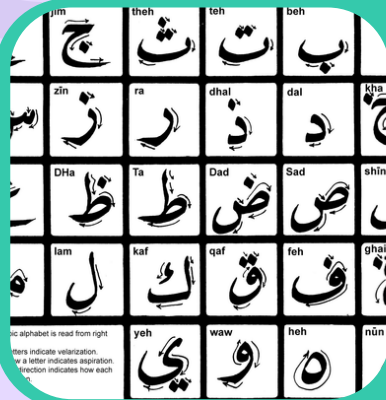 jim theh teh beh
ج ث ت ب
zīn ra dhal dal kha
ز ر ذ د
DHa Ta Dad Sad shīn
ظ ط ض ص
lam kaf qaf feh
ل ك ق ف
yeh waw heh nūn
ي و ه
alphabet is read from right
indicate velarization.
a letter indicates aspiration.
indicates how each